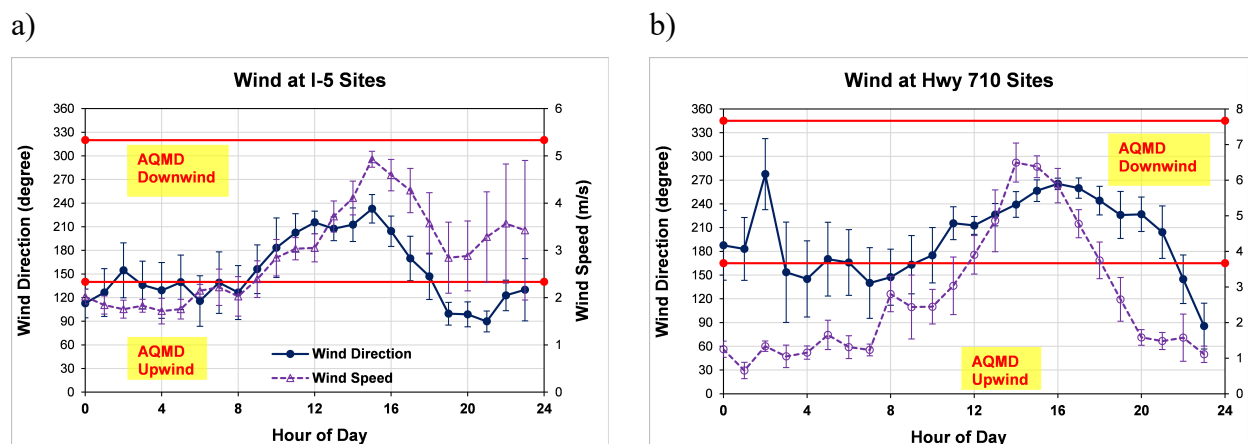 a)
Wind at I-5 Sites
Wind Direction (degree)
360
330
300
270
240
210
180
150
120
90
60
30
0
AQMD
Downwind
AQMD
Upwind
Wind Direction
Wind Speed
6
5
4
3
2
1
0
Wind Speed (m/s)
0 4 8 12 16 20 24
Hour of Day
b)
Wind at Hwy 710 Sites
Wind Direction (degree)
360
330
300
270
240
210
180
150
120
90
60
30
0
AQMD
Downwind
AQMD
Upwind
8
7
6
5
4
3
2
1
0
0 4 8 12 16 20 24
Hour of Day